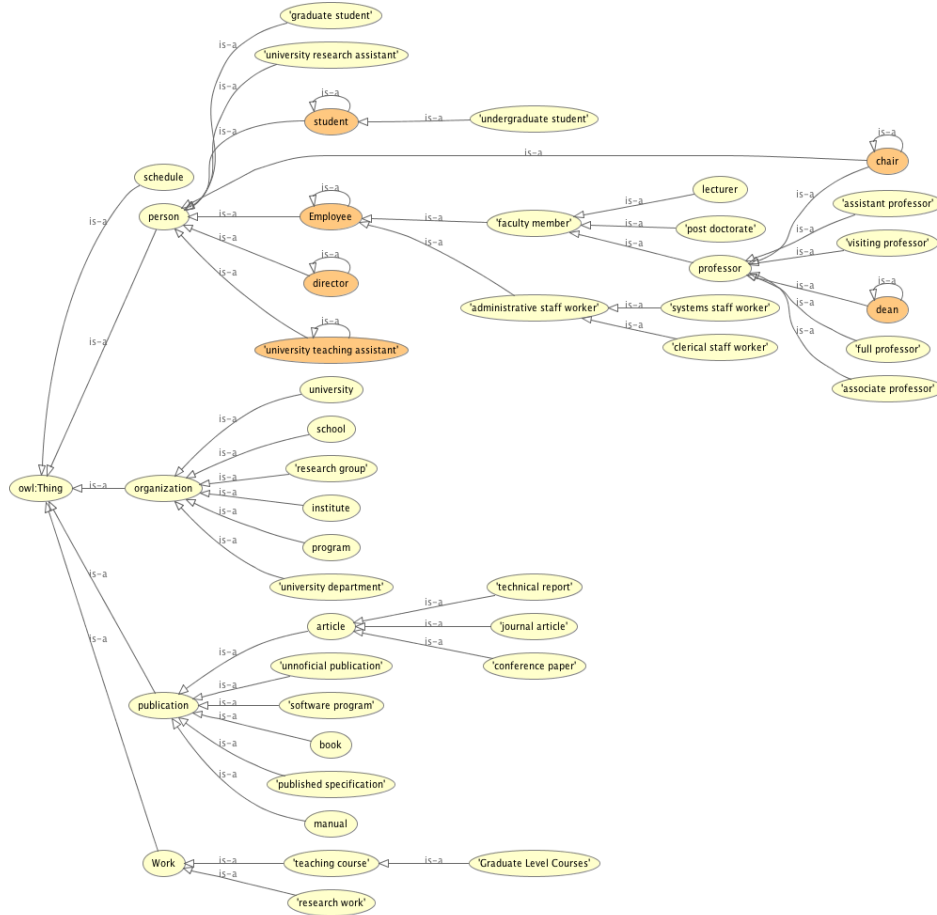 'graduate student'
is-a
'university research assistant'
is-a
is-a
student
is-a
'undergraduate student'
is-a
is-a
is-a
chair
schedule
is-a
person
is-a
is-a
Employee
is-a
'faculty member'
is-a
lecturer
is-a
'post doctorate'
is-a
professor
is-a
'assistant professor'
is-a
'visiting professor'
is-a
is-a
is-a
dean
is-a
'full professor'
is-a
'associate professor'
is-a
is-a
director
is-a
'administrative staff worker'
is-a
'systems staff worker'
is-a
'clerical staff worker'
is-a
is-a
'university teaching assistant'
is-a
university
is-a
school
is-a
'research group'
owl:Thing
is-a
organization
is-a
institute
is-a
program
is-a
'university department'
is-a
is-a
article
is-a
'technical report'
is-a
'journal article'
is-a
'conference paper'
is-a
'unnoficial publication'
publication
is-a
'software program'
is-a
book
is-a
'published specification'
is-a
manual
is-a
Work
is-a
'teaching course'
is-a
'Graduate Level Courses'
is-a
'research work'